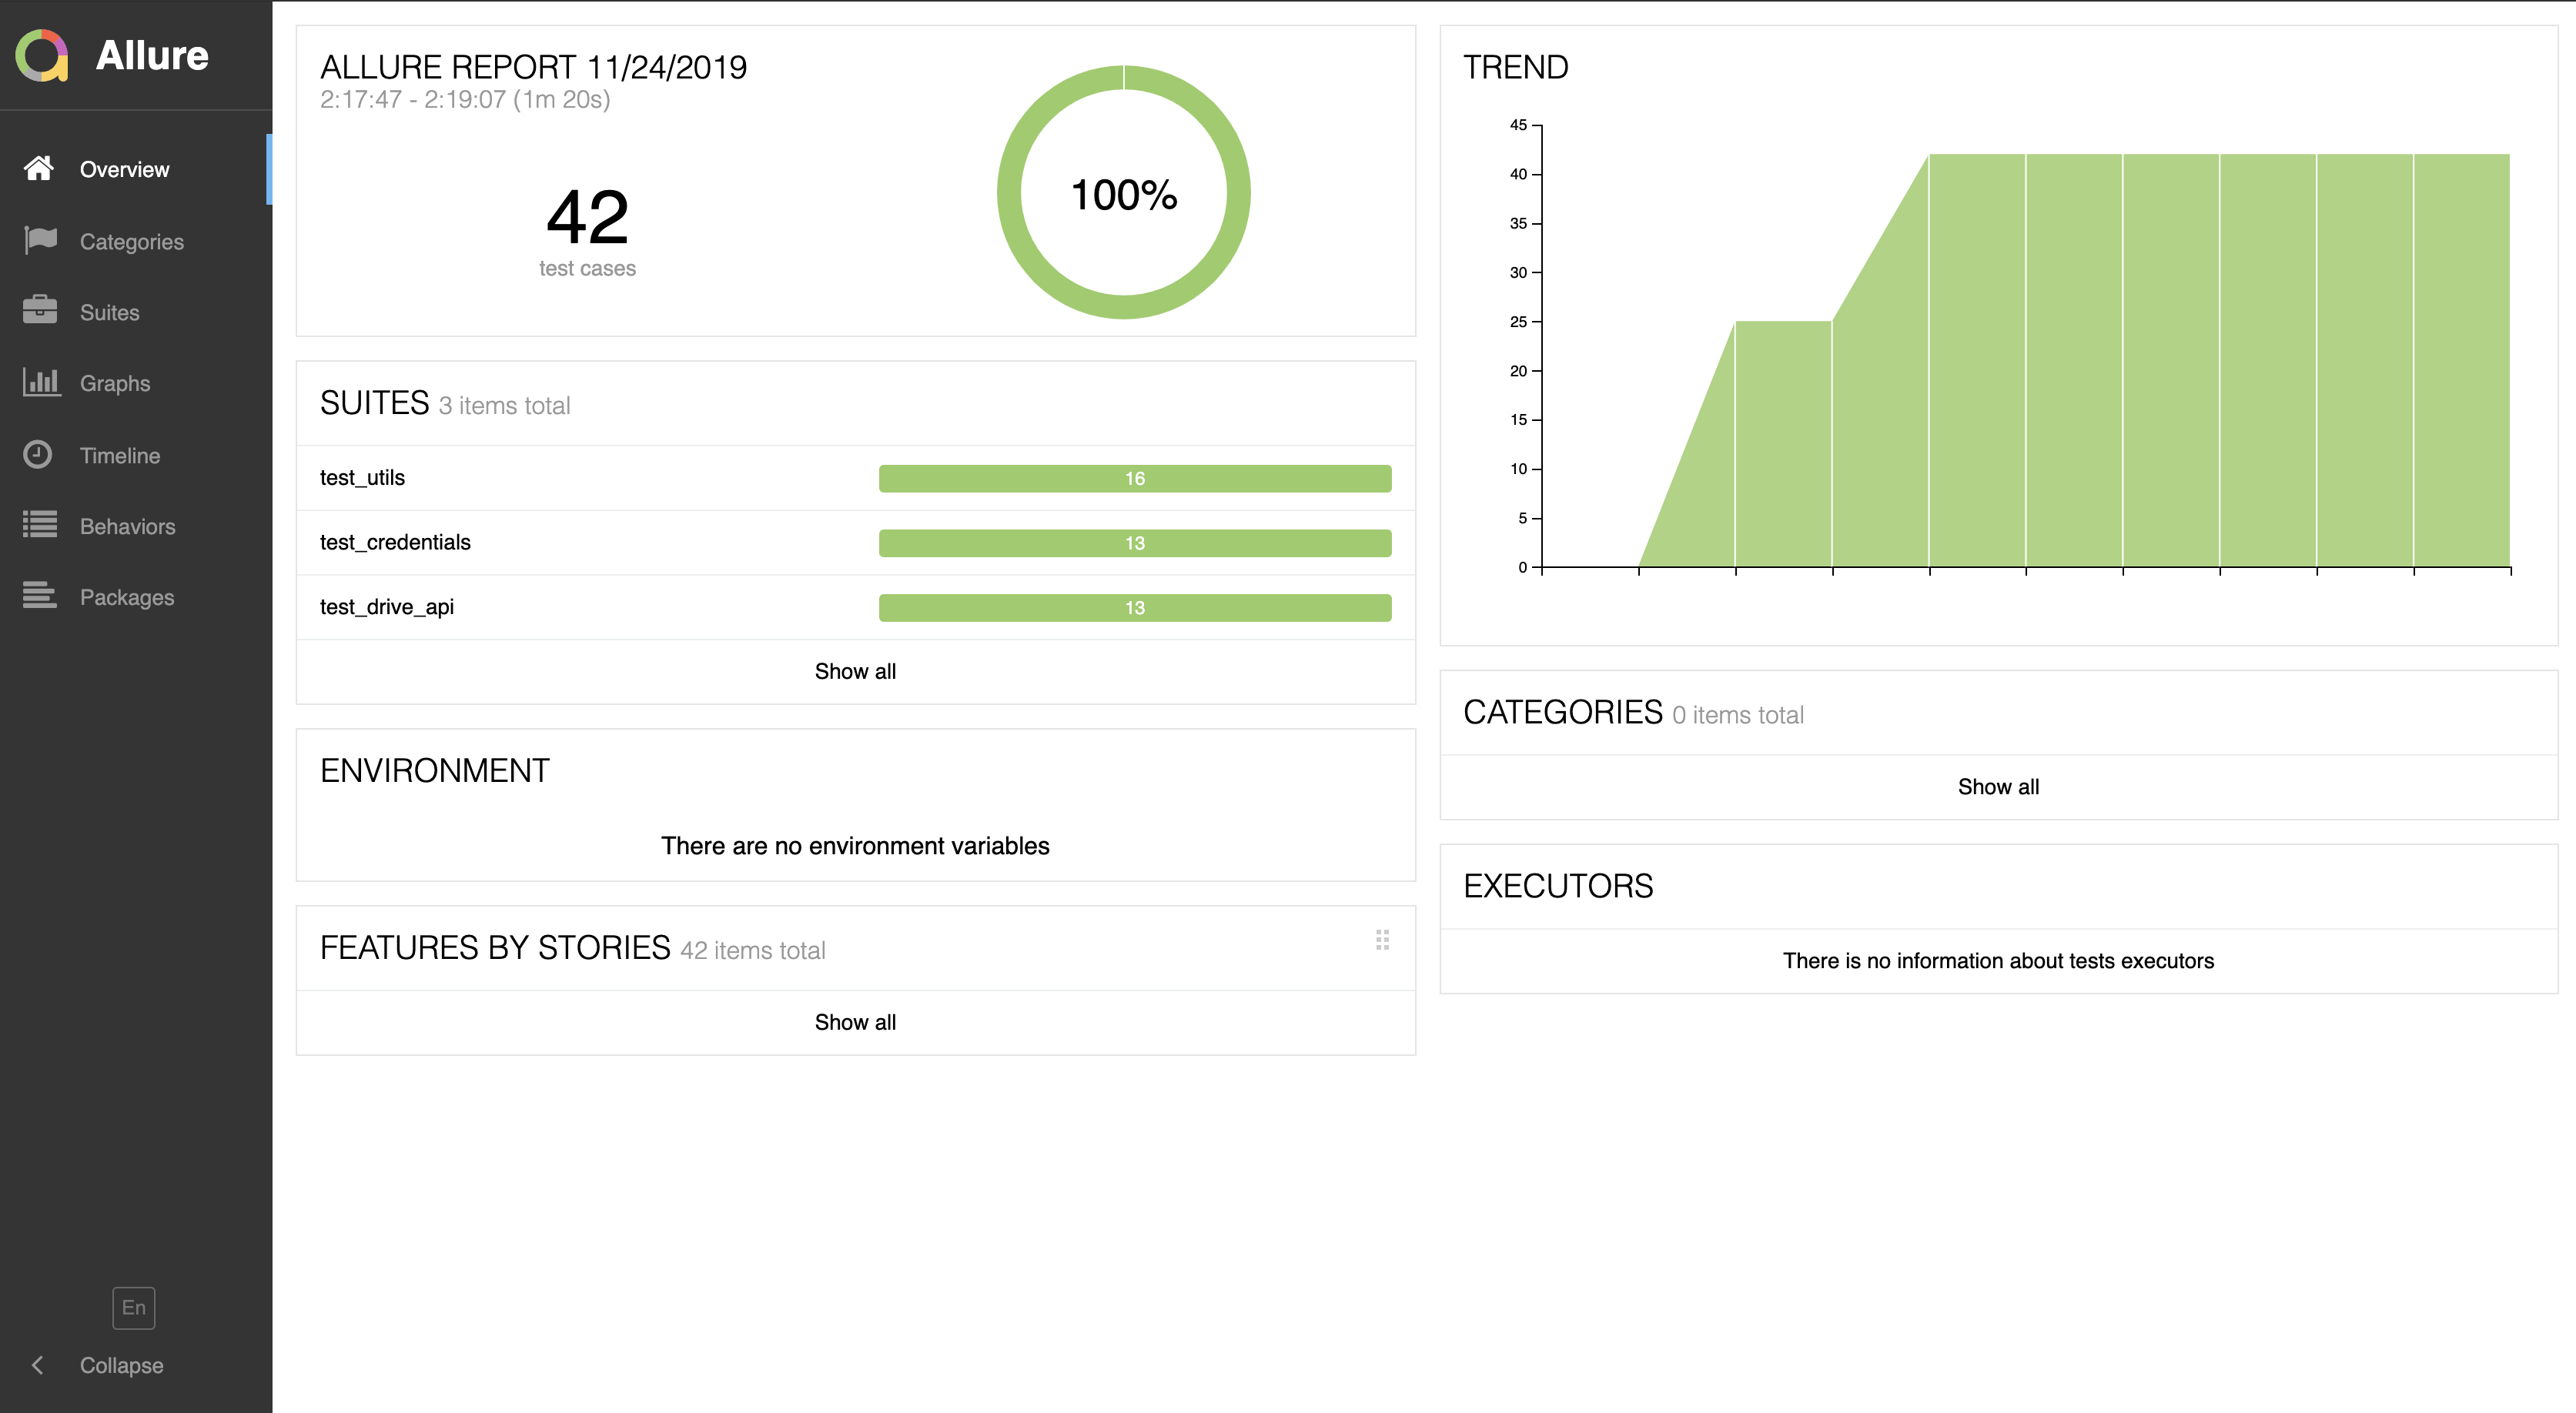 Allure
Overview
Categories
Suites
Graphs
Timeline
Behaviors
Packages
En
Collapse
ALLURE REPORT 11/24/2019
2:17:47 - 2:19:07 (1m 20s)
42
test cases
100%
SUITES 3 items total
test_utils 16
test_credentials 13
test_drive_api 13
Show all
ENVIRONMENT
There are no environment variables
FEATURES BY STORIES 42 items total
Show all
TREND
45
40
35
30
25
20
15
10
5
0
CATEGORIES 0 items total
Show all
EXECUTORS
There is no information about tests executors